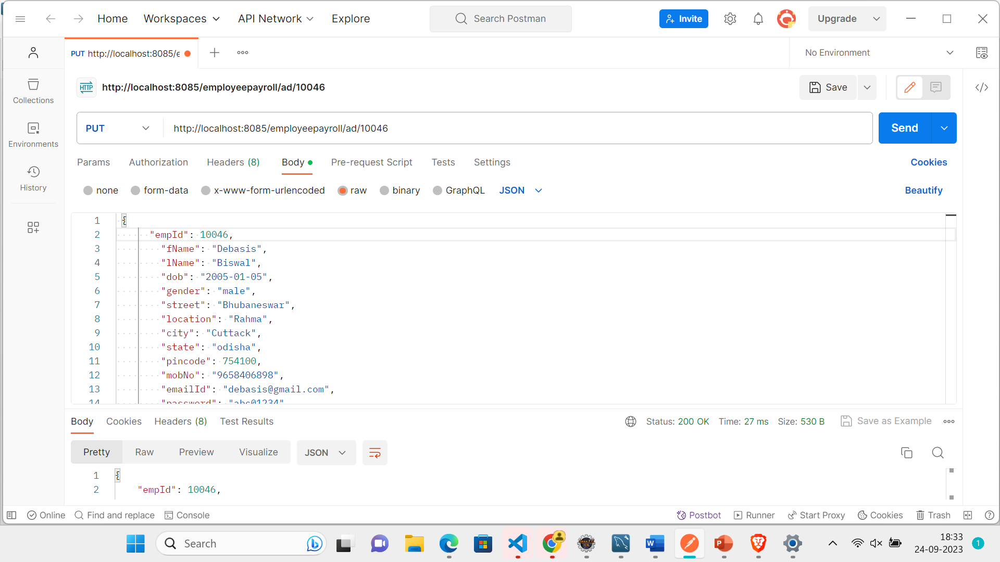 Home Workspaces API Network Explore Search Postman Invite Upgrade
PUT http://localhost:8085/e No Environment
HTTP http://localhost:8085/employeepayroll/ad/10046 Save
Collections
PUT http://localhost:8085/employeepayroll/ad/10046 Send
Environments
Params Authorization Headers (8) Body Pre-request Script Tests Settings Cookies
History
none form-data x-www-form-urlencoded raw binary GraphQL JSON Beautify
1 {
2 "empId": 10046,
3 "fName": "Debasis",
4 "lName": "Biswal",
5 "dob": "2005-01-05",
6 "gender": "male",
7 "street": "Bhubaneswar",
8 "location": "Rahma",
9 "city": "Cuttack",
10 "state": "odisha",
11 "pincode": 754100,
12 "mobNo": "9658406898",
13 "emailId": "debasis@gmail.com",
14 "password": "abc01234"
Body Cookies Headers (8) Test Results Status: 200 OK Time: 27 ms Size: 530 B Save as Example
Pretty Raw Preview Visualize JSON
1 {
2 "empId": 10046,
Online Find and replace Console Postbot Runner Start Proxy Cookies Trash
Search
18:33
24-09-2023 1